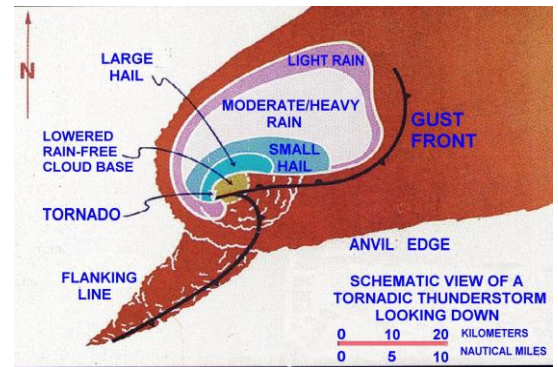 N
LARGE
HAIL
LIGHT RAIN
MODERATE/HEAVY
RAIN
GUST
FRONT
LOWERED
RAIN-FREE
CLOUD BASE
SMALL
HAIL
TORNADO
ANVIL EDGE
FLANKING
LINE
SCHEMATIC VIEW OF A
TORNADIC THUNDERSTORM
LOOKING DOWN
0 10 20 KILOMETERS
0 5 10 NAUTICAL MILES